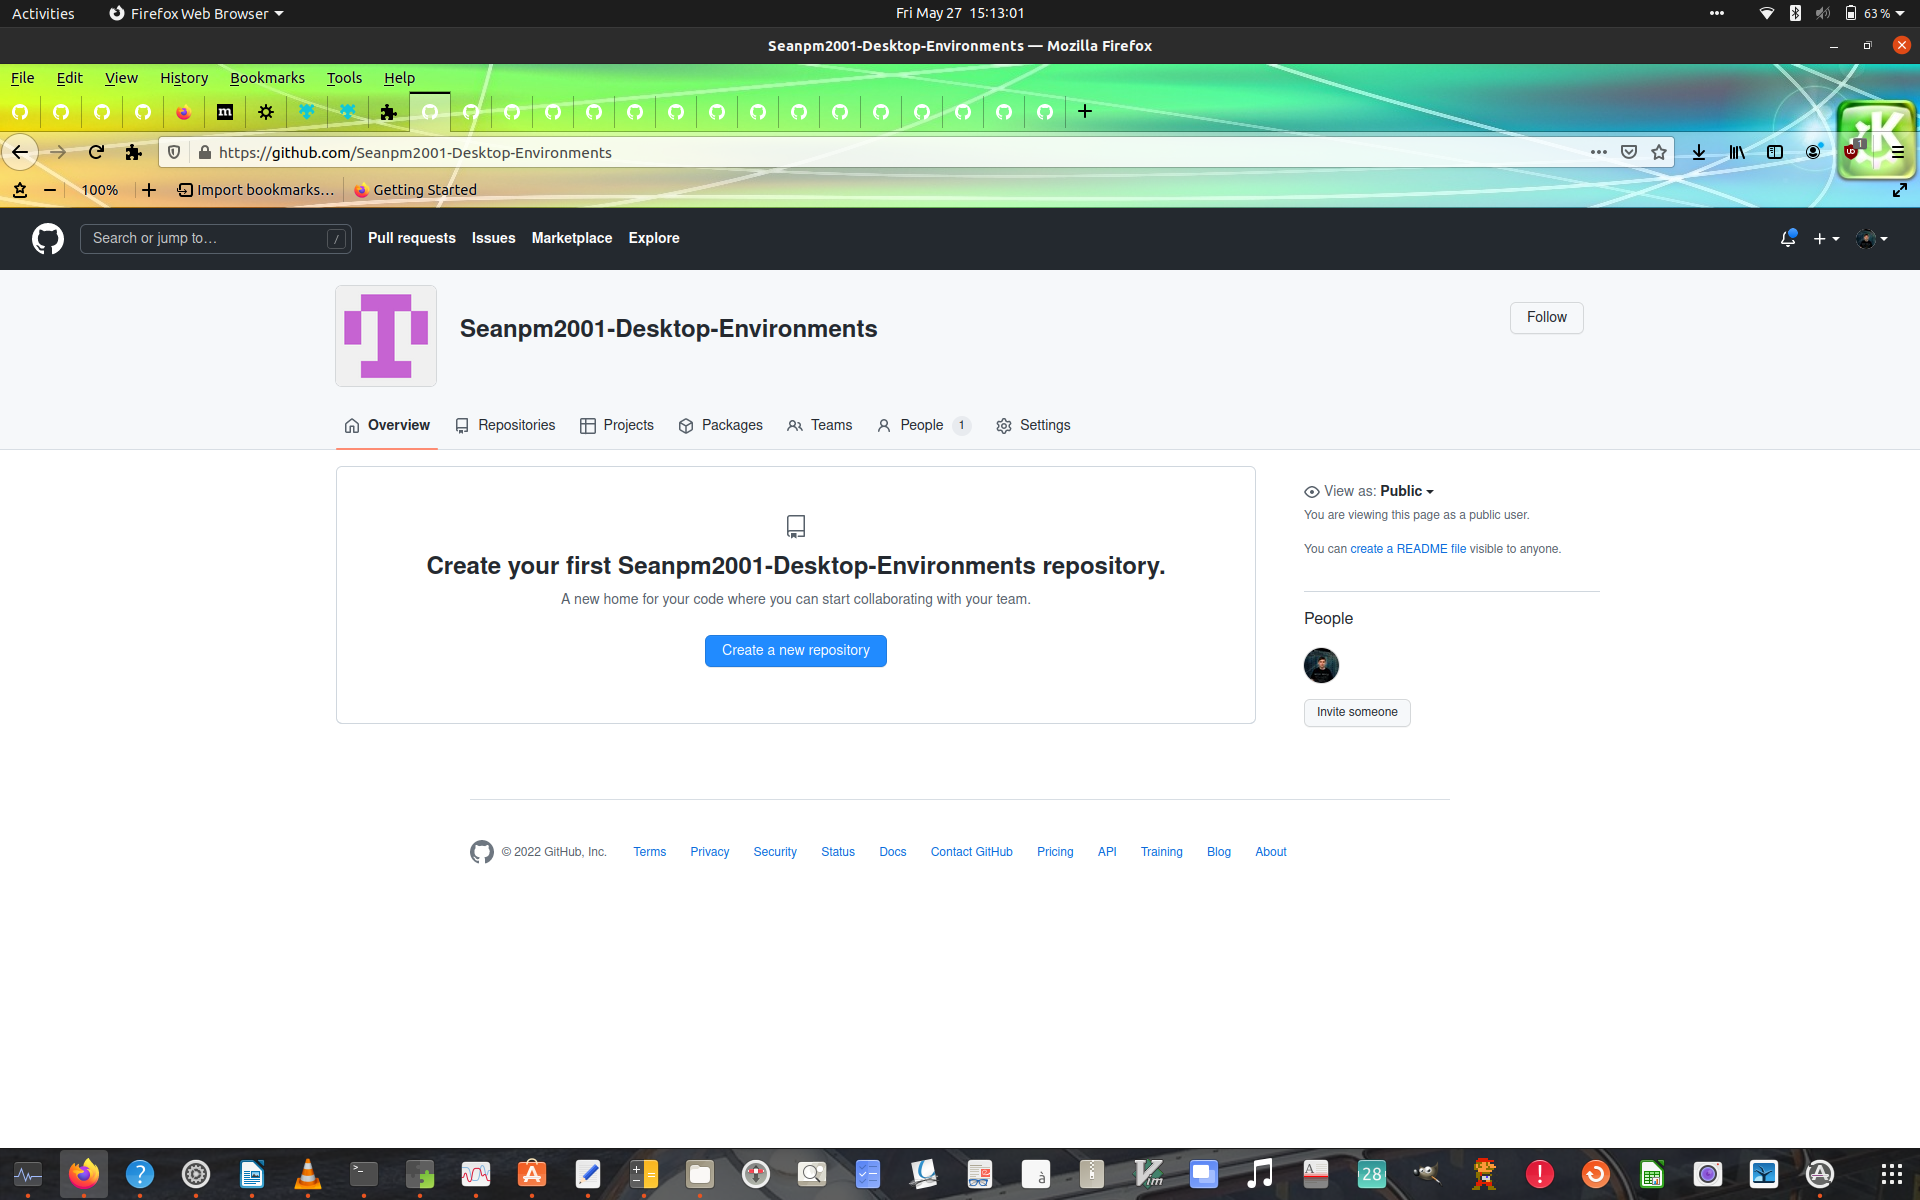 Activities Firefox Web Browser Fri May 27 15:13:01 63 %
Seanpm2001-Desktop-Environments — Mozilla Firefox
File Edit View History Bookmarks Tools Help
https://github.com/Seanpm2001-Desktop-Environments
1
100% Import bookmarks… Getting Started
Search or jump to… / Pull requests Issues Marketplace Explore
Seanpm2001-Desktop-Environments
Follow
Overview Repositories Projects Packages Teams People 1 Settings
Create your first Seanpm2001-Desktop-Environments repository.
A new home for your code where you can start collaborating with your team.
Create a new repository
View as: Public
You are viewing this page as a public user.
You can create a README file visible to anyone.
People
Invite someone
© 2022 GitHub, Inc. Terms Privacy Security Status Docs Contact GitHub Pricing API Training Blog About
28